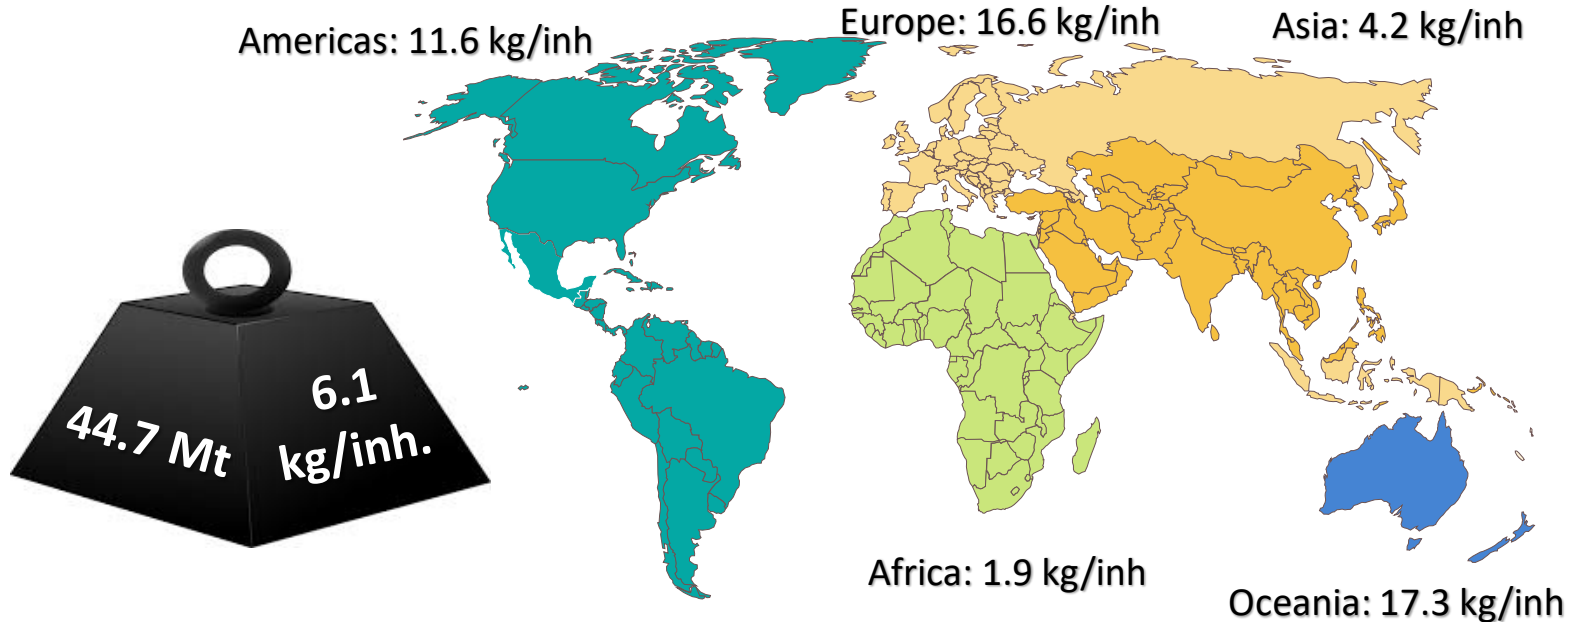 Americas: 11.6 kg/inh
Europe: 16.6 kg/inh
Asia: 4.2 kg/inh
44.7 Mt
6.1
kg/inh.
Africa: 1.9 kg/inh
Oceania: 17.3 kg/inh